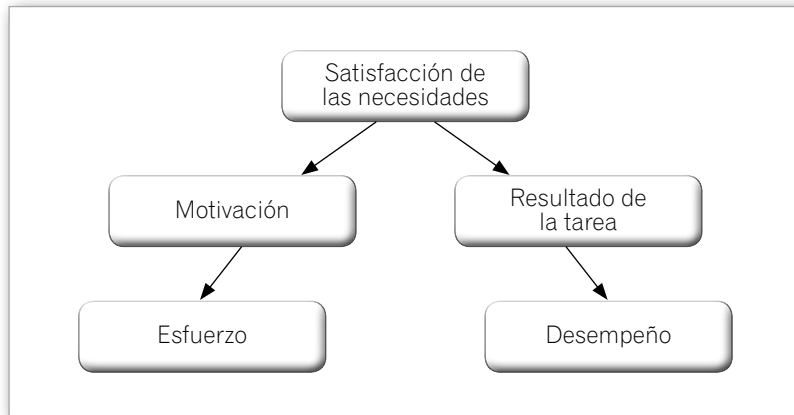 Satisfacción de
las necesidades
Motivación
Resultado de
la tarea
Esfuerzo
Desempeño